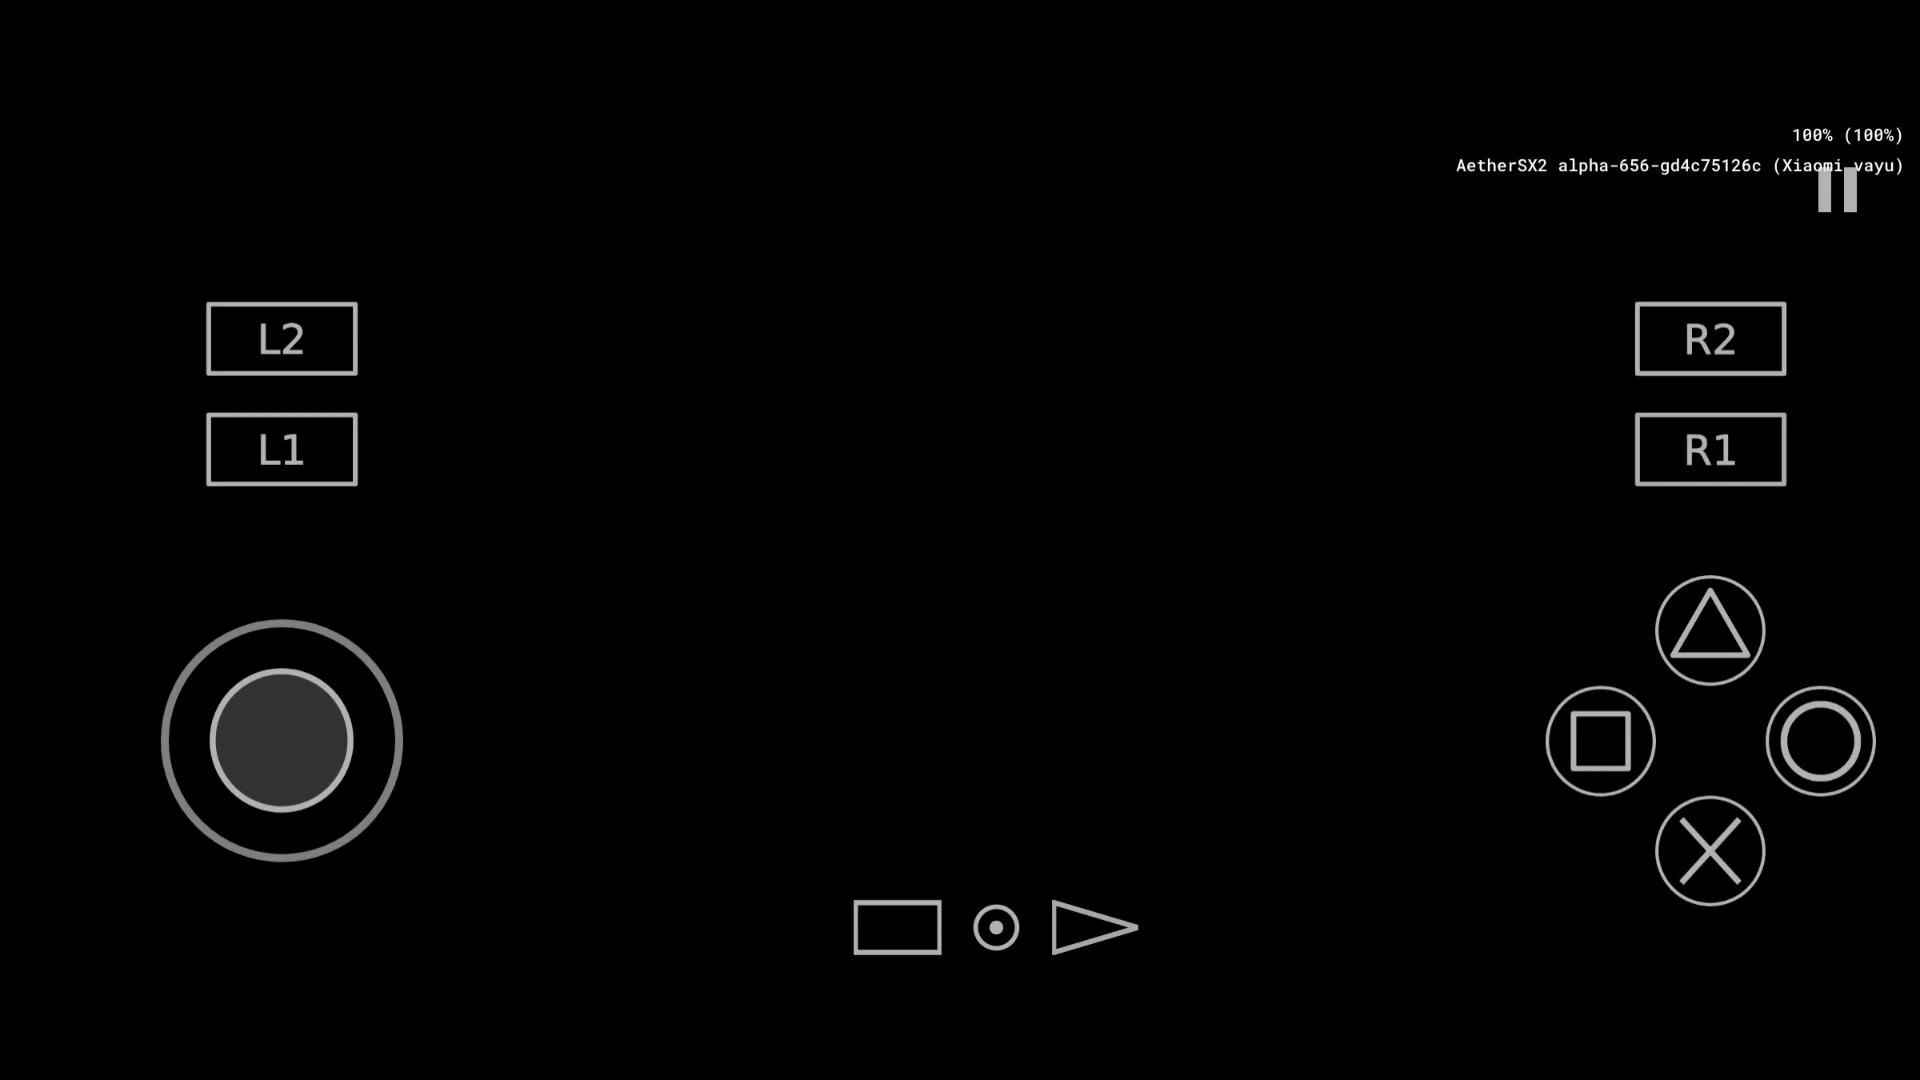 100% (100%)
AetherSX2 alpha-656-gd4c75126c (Xiaomi vayu)
L2
R2
L1
R1